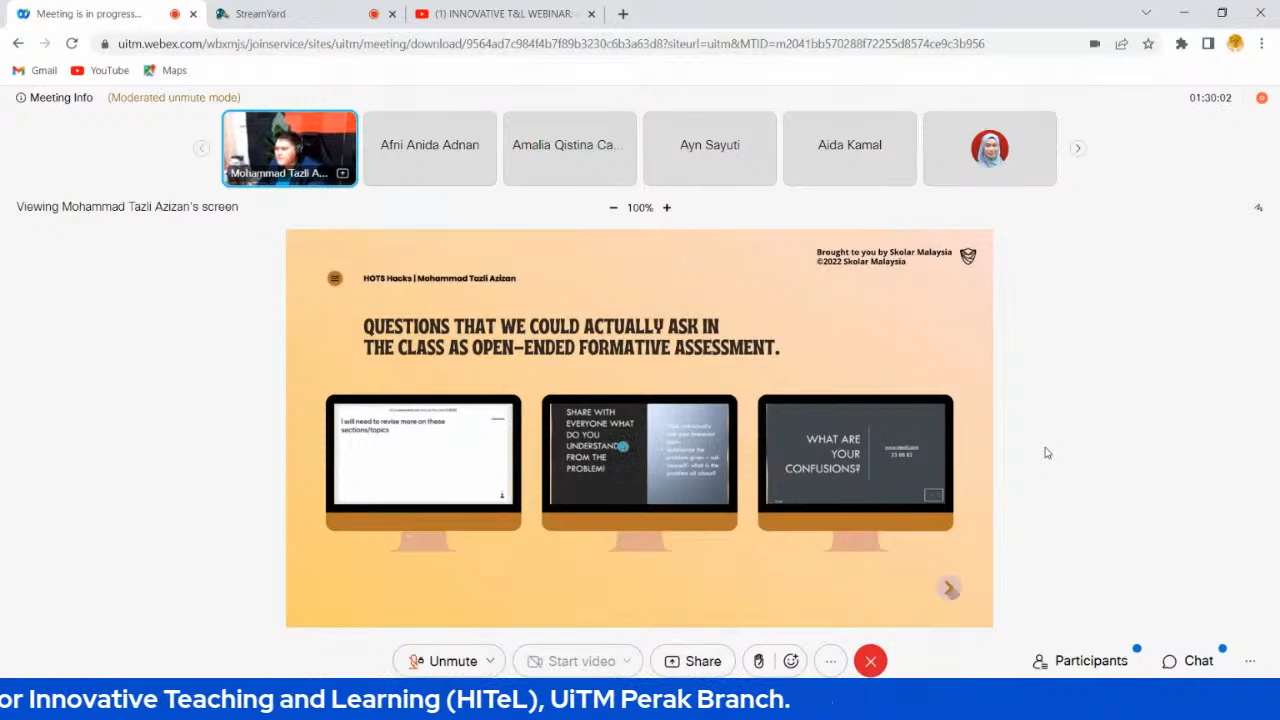 Meeting is in progress...
StreamYard
(1) INNOVATIVE T&L WEBINAR:
uitm.webex.com/wbxmjs/joinservice/sites/uitm/meeting/download/9564ad7c984f4b7f89b3230c6b3a63d8?siteurl=uitm&MTID=m2041bb570288f72255d8574ce9c3b956
Gmail
YouTube
Maps
Meeting Info
(Moderated unmute mode)
01:30:02
Mohammad Tazli A...
Afni Anida Adnan
Amalia Qistina Ca...
Ayn Sayuti
Aida Kamal
Viewing Mohammad Tazli Azizan's screen
100%
Brought to you by Skolar Malaysia
©2022 Skolar Malaysia
HOTS Hacks | Mohammad Tazli Azizan
QUESTIONS THAT WE COULD ACTUALLY ASK IN
THE CLASS AS OPEN-ENDED FORMATIVE ASSESSMENT.
I will need to revise more on these
sections/topics
SHARE WITH
EVERYONE WHAT
DO YOU
UNDERSTAND
FROM THE
PROBLEM!
WHAT ARE
YOUR
CONFUSIONS?
Unmute
Start video
Share
Participants
Chat
or Innovative Teaching and Learning (HITeL), UiTM Perak Branch.